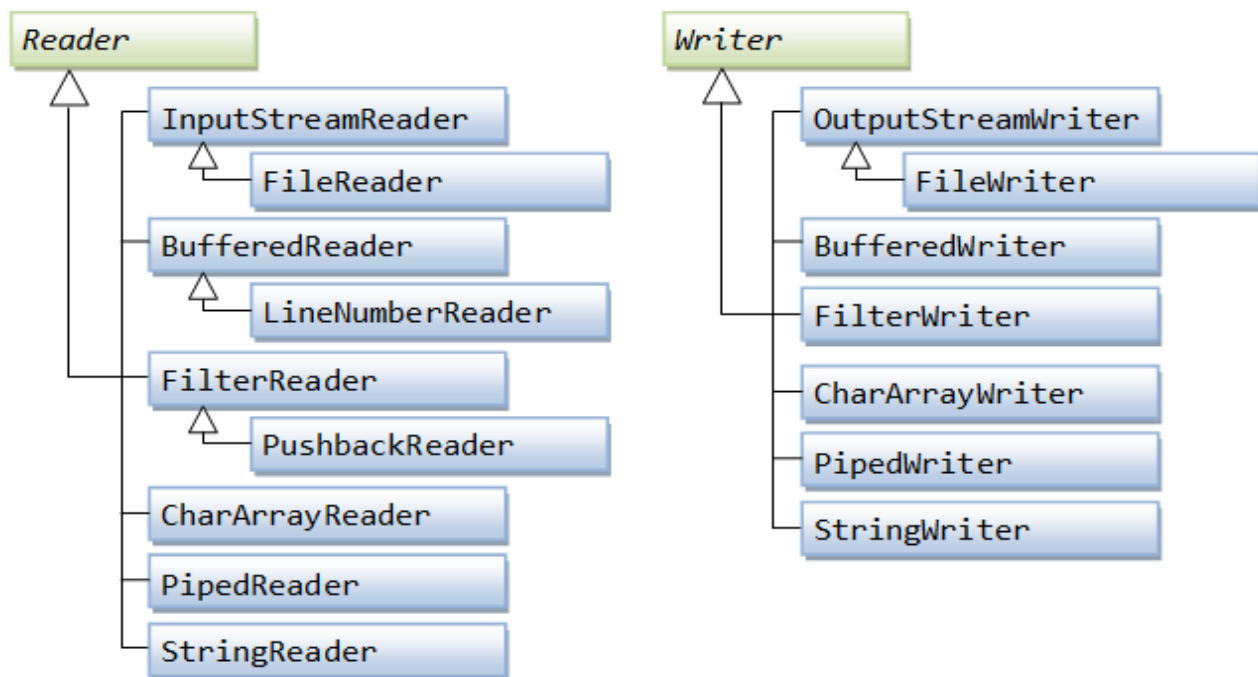 Reader
InputStreamReader
FileReader
BufferedReader
LineNumberReader
FilterReader
PushbackReader
CharArrayReader
PipedReader
StringReader
Writer
OutputStreamWriter
FileWriter
BufferedWriter
FilterWriter
CharArrayWriter
PipedWriter
StringWriter